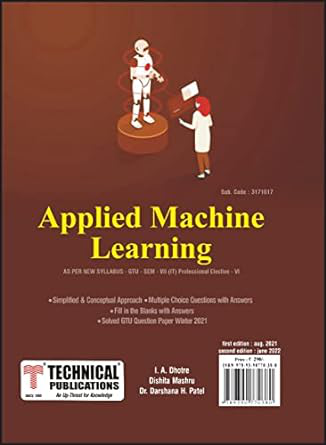 Sub. Code : 3171617
Applied Machine
Learning
AS PER NEW SYLLABUS - GTU - SEM - VII (IT) Professional Elective - VI
• Simplified & Conceptual Approach • Multiple Choice Questions with Answers
• Fill in the Blanks with Answers
• Solved GTU Question Paper Winter 2021
first edition : aug. 2021
second edition : june 2022
T
SINCE 1993
TECHNICAL
PUBLICATIONS
An Up-Thrust for Knowledge
I. A. Dhotre
Dishita Mashru
Dr. Darshana H. Patel